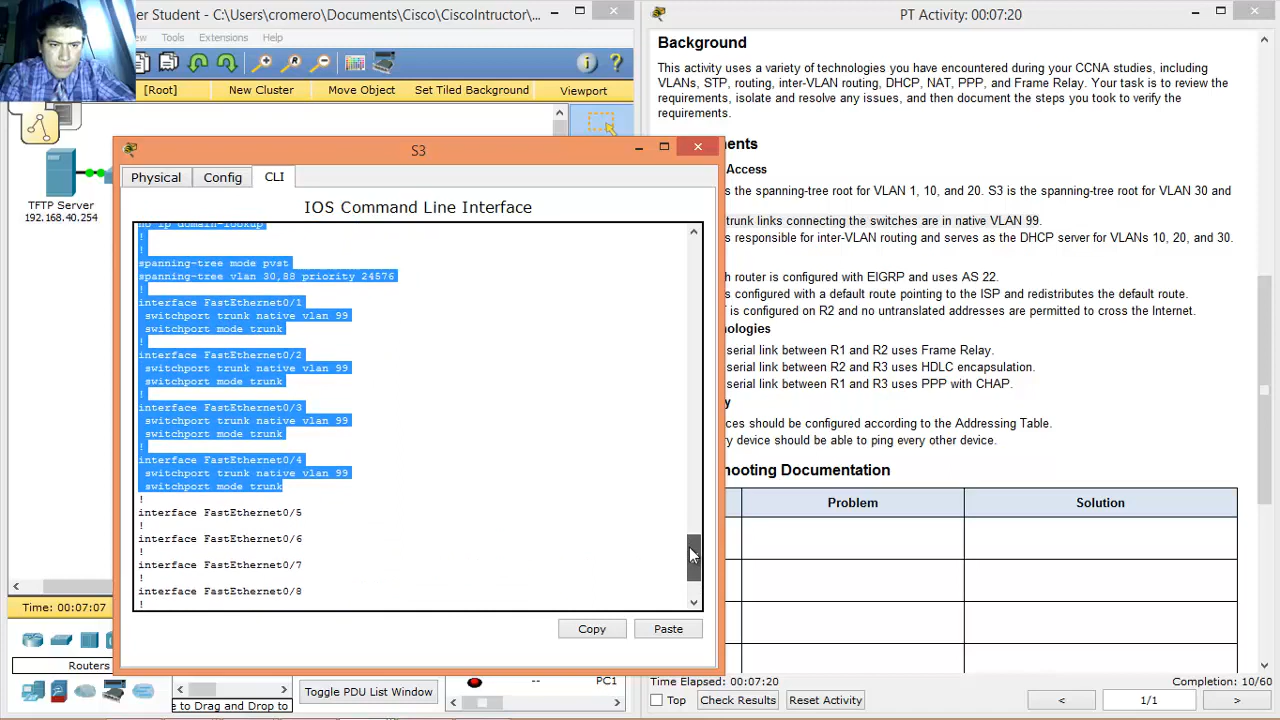 er Student - C:\Users\cromero\Documents\Cisco\CiscoIntructor\...
Tools Extensions Help
[Root] New Cluster Move Object Set Tiled Background Viewport
TFTP Server
192.168.40.254
S3
Physical Config CLI
IOS Command Line Interface
no ip domain-lookup
!
!
spanning-tree mode pvst
spanning-tree vlan 30,88 priority 24576
!
interface FastEthernet0/1
switchport trunk native vlan 99
switchport mode trunk
!
interface FastEthernet0/2
switchport trunk native vlan 99
switchport mode trunk
!
interface FastEthernet0/3
switchport trunk native vlan 99
switchport mode trunk
!
interface FastEthernet0/4
switchport trunk native vlan 99
switchport mode trunk
!
interface FastEthernet0/5
!
interface FastEthernet0/6
!
interface FastEthernet0/7
!
interface FastEthernet0/8
!
Copy Paste
Time: 00:07:07
Routers
Toggle PDU List Window
e to Drag and Drop to
-- PC1
PT Activity: 00:07:20
Background
This activity uses a variety of technologies you have encountered during your CCNA studies, including
VLANs, STP, routing, inter-VLAN routing, DHCP, NAT, PPP, and Frame Relay. Your task is to review the
requirements, isolate and resolve any issues, and then document the steps you took to verify the
requirements.
ents
Access
s the spanning-tree root for VLAN 1, 10, and 20. S3 is the spanning-tree root for VLAN 30 and
trunk links connecting the switches are in native VLAN 99.
s responsible for inter-VLAN routing and serves as the DHCP server for VLANs 10, 20, and 30.
h router is configured with EIGRP and uses AS 22.
s configured with a default route pointing to the ISP and redistributes the default route.
is configured on R2 and no untranslated addresses are permitted to cross the Internet.
nologies
serial link between R1 and R2 uses Frame Relay.
serial link between R2 and R3 uses HDLC encapsulation.
serial link between R1 and R3 uses PPP with CHAP.
y
ces should be configured according to the Addressing Table.
ry device should be able to ping every other device.
shooting Documentation
Problem Solution
Time Elapsed: 00:07:20 Completion: 10/60
Top Check Results Reset Activity < 1/1 >